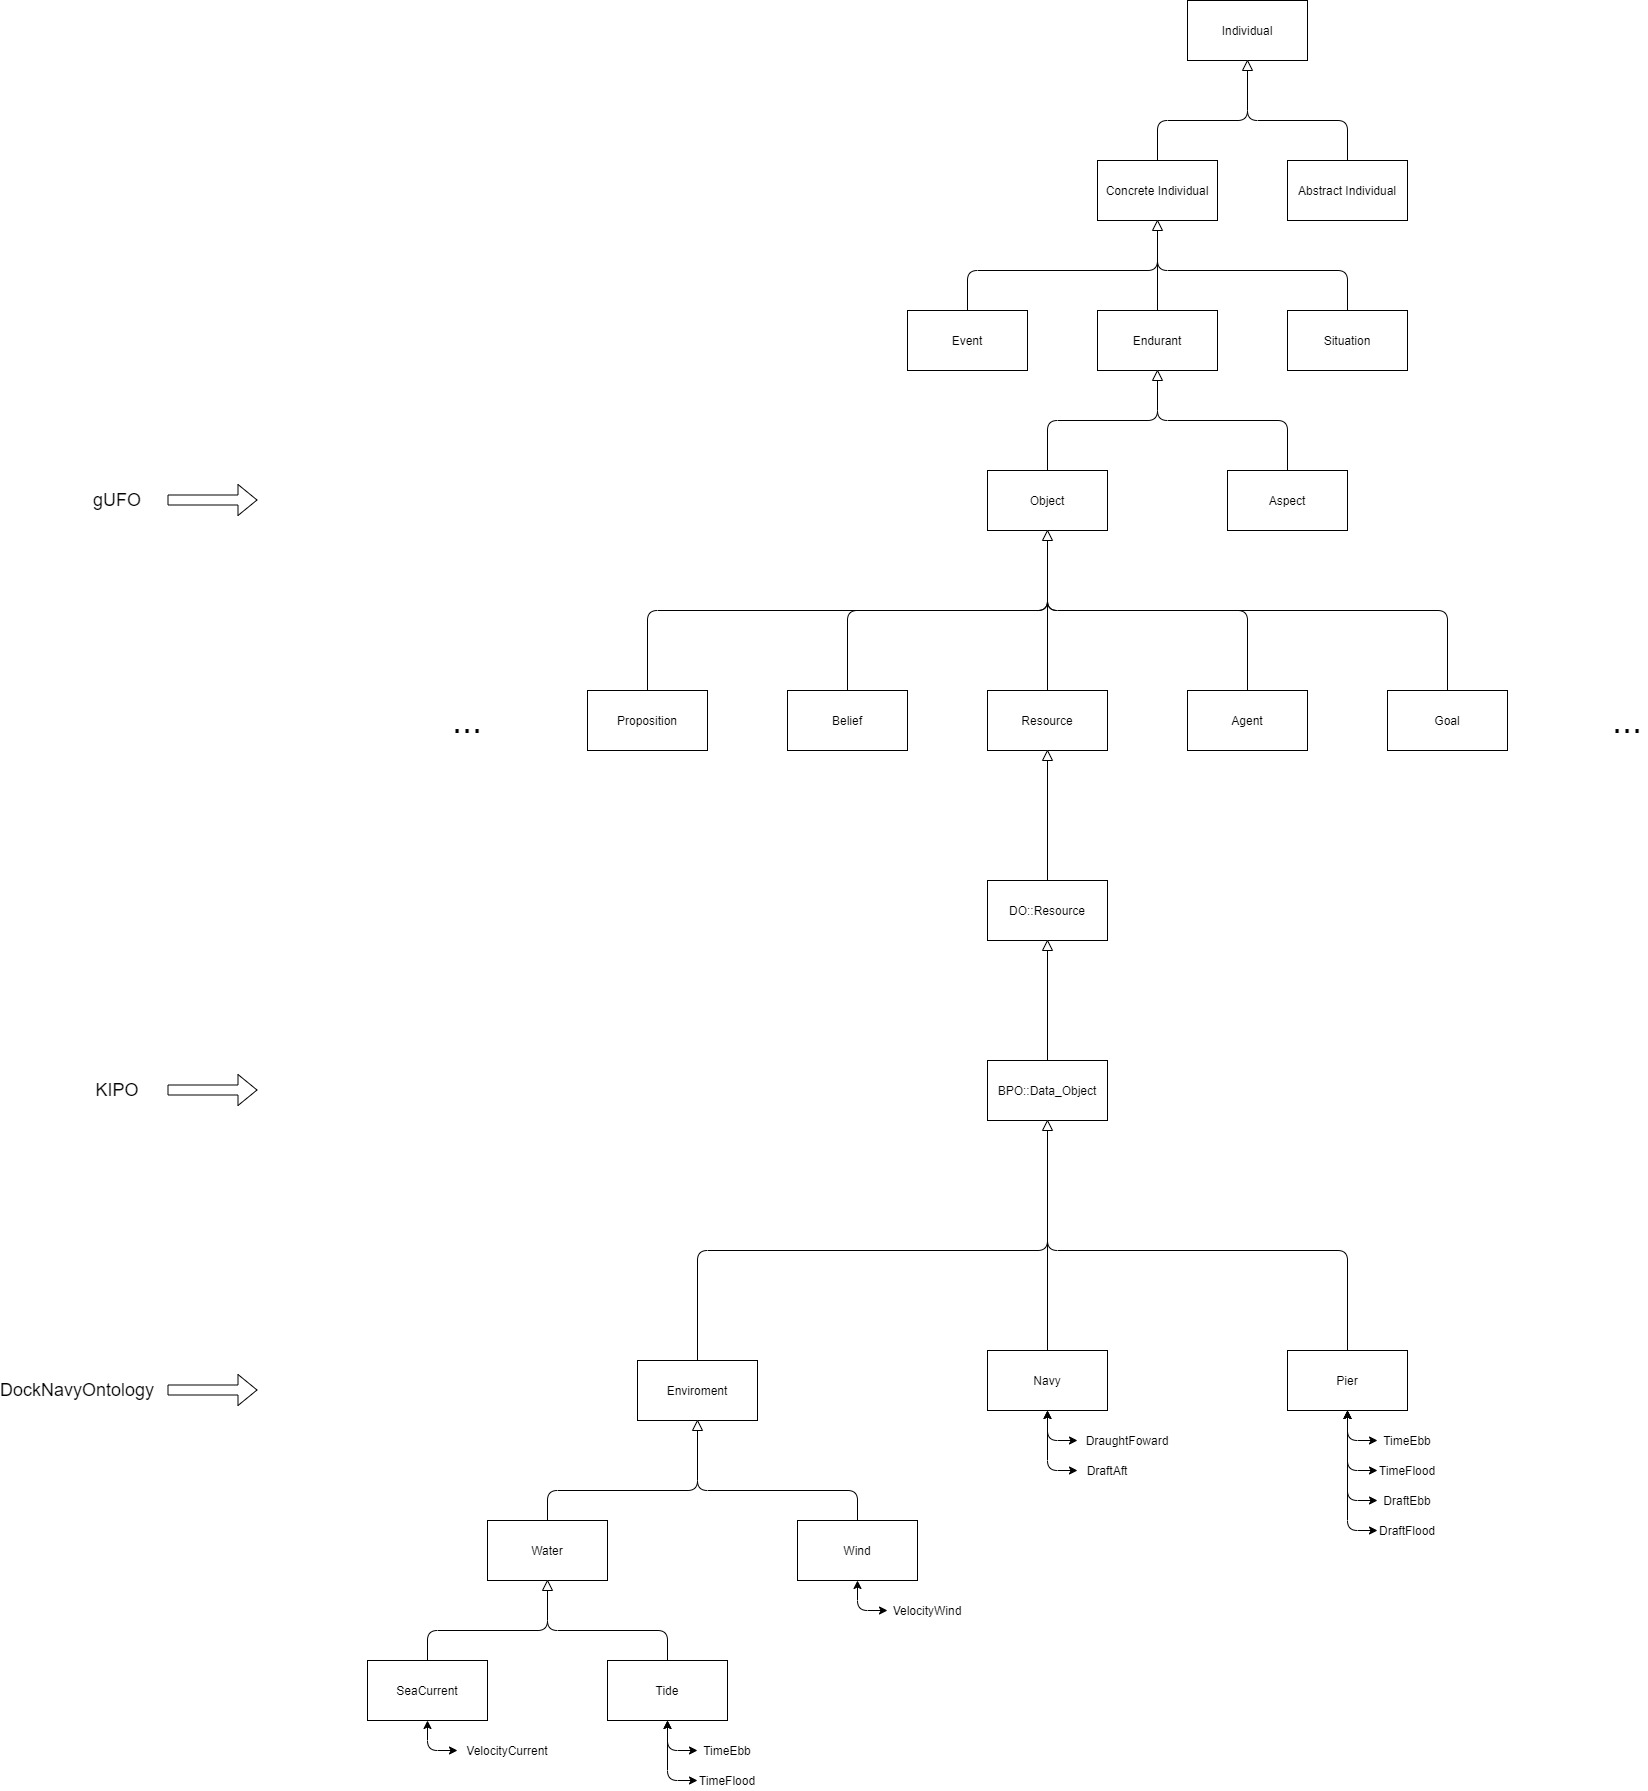 Individual
Concrete Individual
Abstract Individual
Event
Endurant
Situation
gUFO
Object
Aspect
...
Proposition
Belief
Resource
Agent
Goal
...
DO::Resource
KIPO
BPO::Data_Object
DockNavyOntology
Enviroment
Navy
Pier
DraughtFoward
DraftAft
TimeEbb
TimeFlood
DraftEbb
DraftFlood
Water
Wind
VelocityWind
SeaCurrent
Tide
VelocityCurrent
TimeEbb
TimeFlood